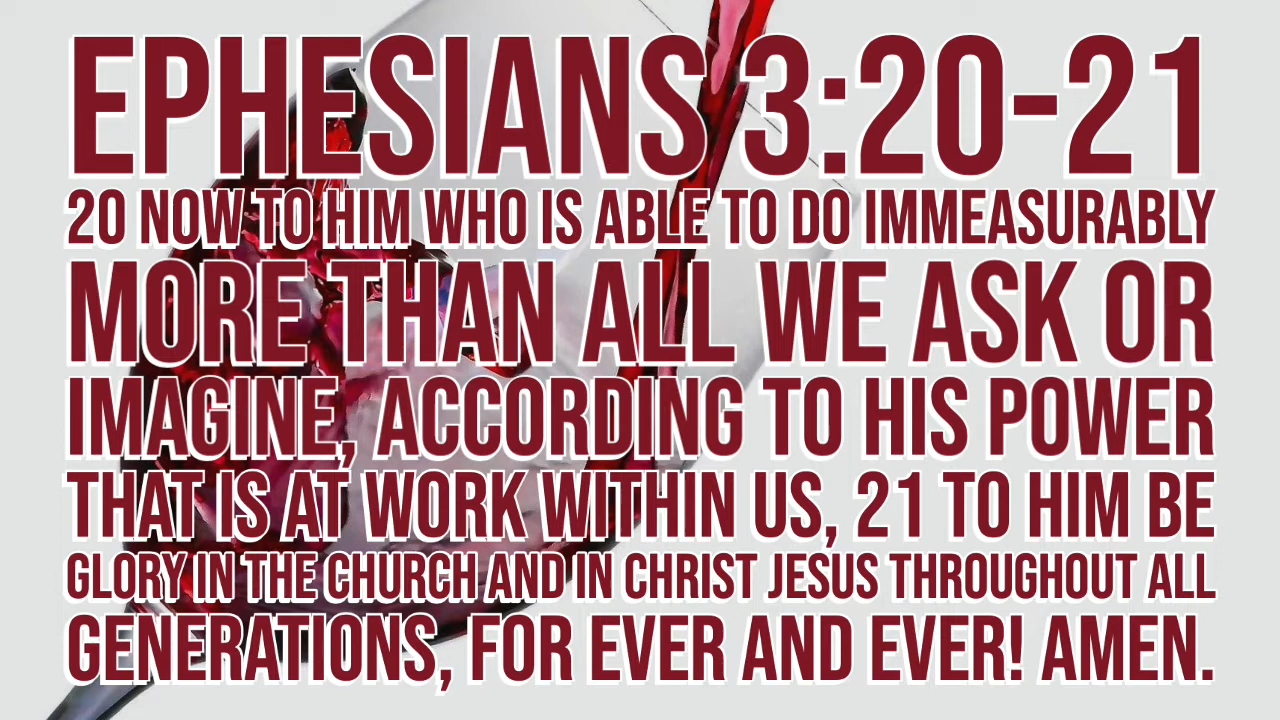 EPHESIANS 3:20-21
20 NOW TO HIM WHO IS ABLE TO DO IMMEASURABLY
MORE THAN ALL WE ASK OR
IMAGINE, ACCORDING TO HIS POWER
THAT IS AT WORK WITHIN US, 21 TO HIM BE
GLORY IN THE CHURCH AND IN CHRIST JESUS THROUGHOUT ALL
GENERATIONS, FOR EVER AND EVER! AMEN.